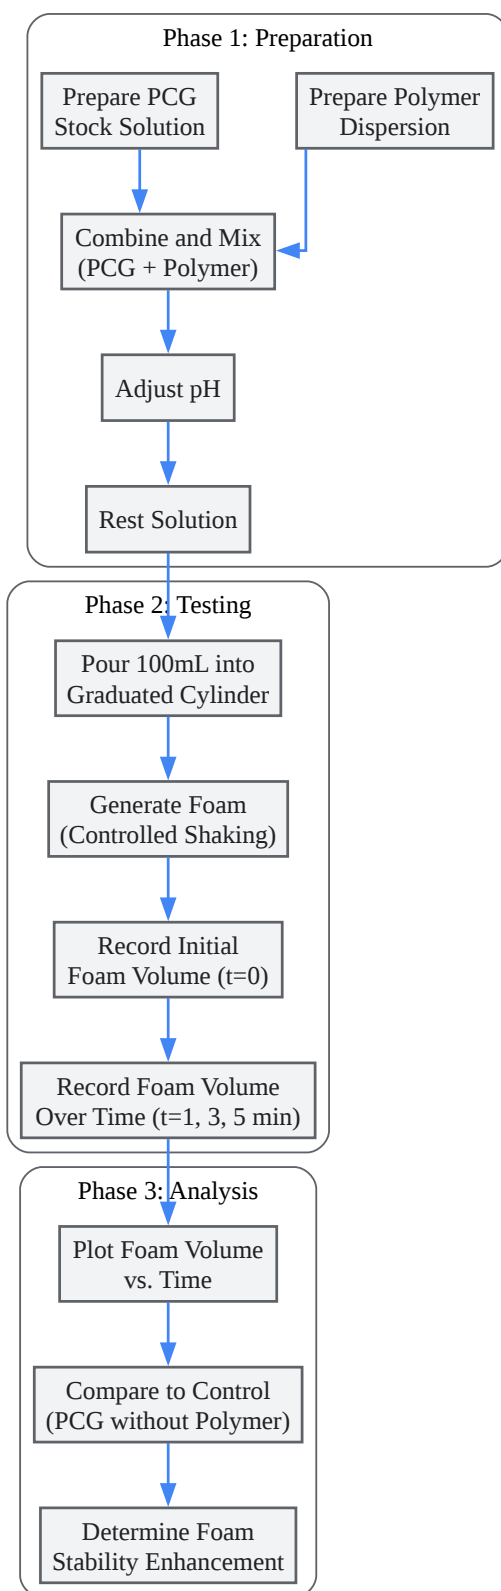 Phase 1: Preparation
Prepare PCG
Stock Solution
Prepare Polymer
Dispersion
Combine and Mix
(PCG + Polymer)
Adjust pH
Rest Solution
Phase 2: Testing
Pour 100mL into
Graduated Cylinder
Generate Foam
(Controlled Shaking)
Record Initial
Foam Volume (t=0)
Record Foam Volume
Over Time (t=1, 3, 5 min)
Phase 3: Analysis
Plot Foam Volume
vs. Time
Compare to Control
(PCG without Polymer)
Determine Foam
Stability Enhancement